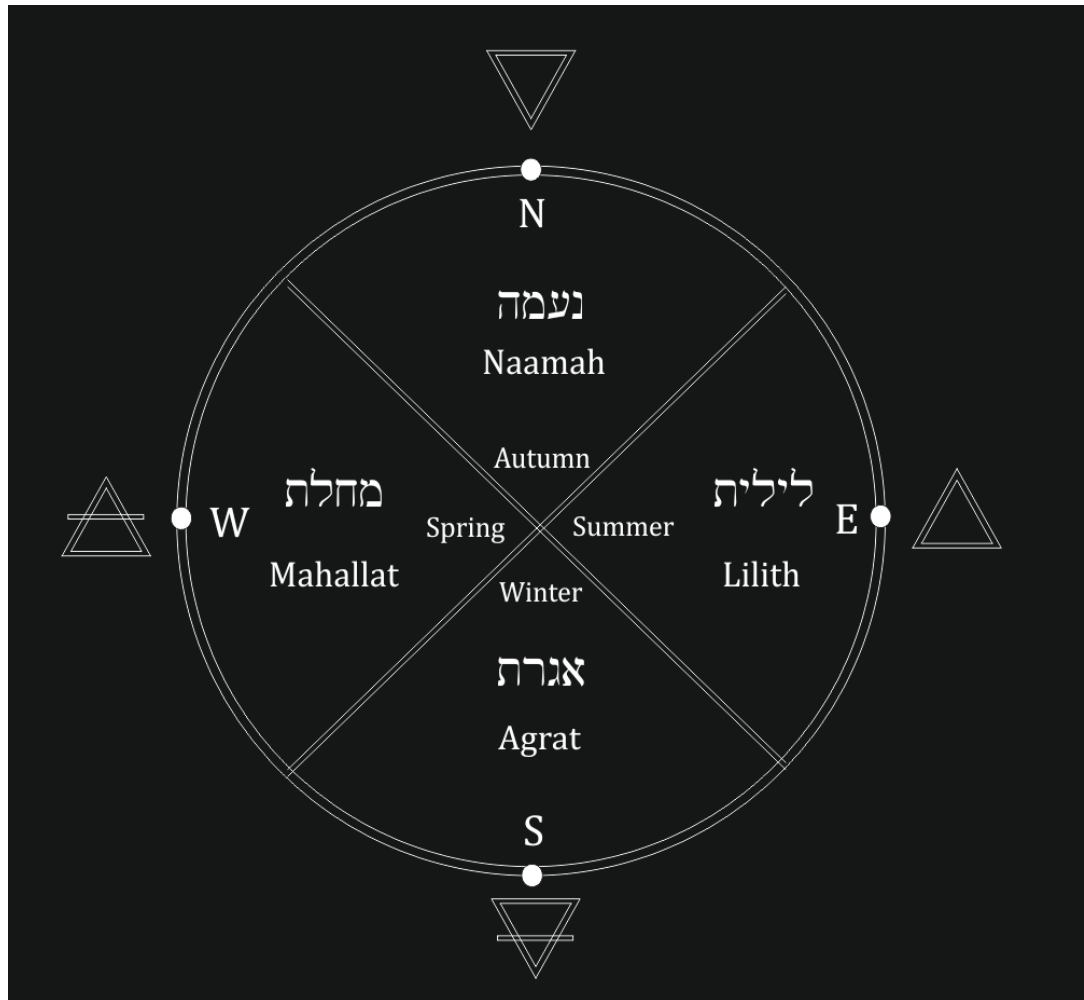 N
נעמה
Naamah
Autumn
מחלת
W
Mahallat
Spring
Summer
לילית
E
Lilith
Winter
אגרת
Agrat
S